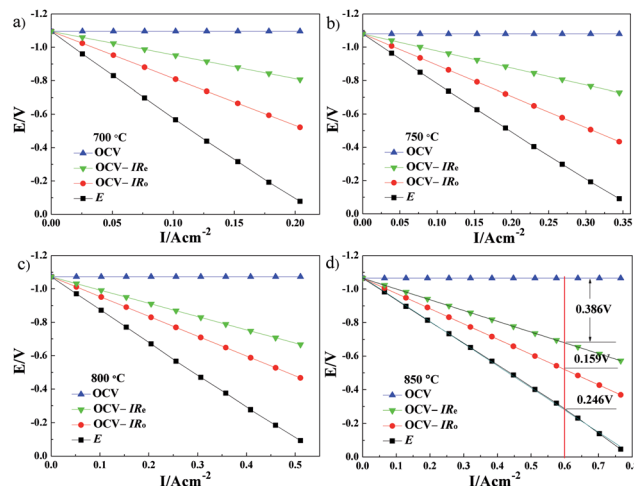 a)
-1.2
-1.0
-0.8
-0.6
-0.4
-0.2
0.0
E/V
700 °C
OCV
OCV– IRe
OCV– IRo
E
0.00 0.05 0.10 0.15 0.20
I/Acm-2
b)
-1.2
-1.0
-0.8
-0.6
-0.4
-0.2
0.0
E/V
750 °C
OCV
OCV– IRe
OCV– IRo
E
0.00 0.05 0.10 0.15 0.20 0.25 0.30 0.35
I/Acm-2
c)
-1.2
-1.0
-0.8
-0.6
-0.4
-0.2
0.0
E/V
800 °C
OCV
OCV– IRe
OCV– IRo
E
0.0 0.1 0.2 0.3 0.4 0.5
I/Acm-2
d)
-1.2
-1.0
-0.8
-0.6
-0.4
-0.2
0.0
E/V
0.386V
0.159V
0.246V
850 °C
OCV
OCV– IRe
OCV– IRo
E
0.0 0.1 0.2 0.3 0.4 0.5 0.6 0.7 0.8
I/Acm-2